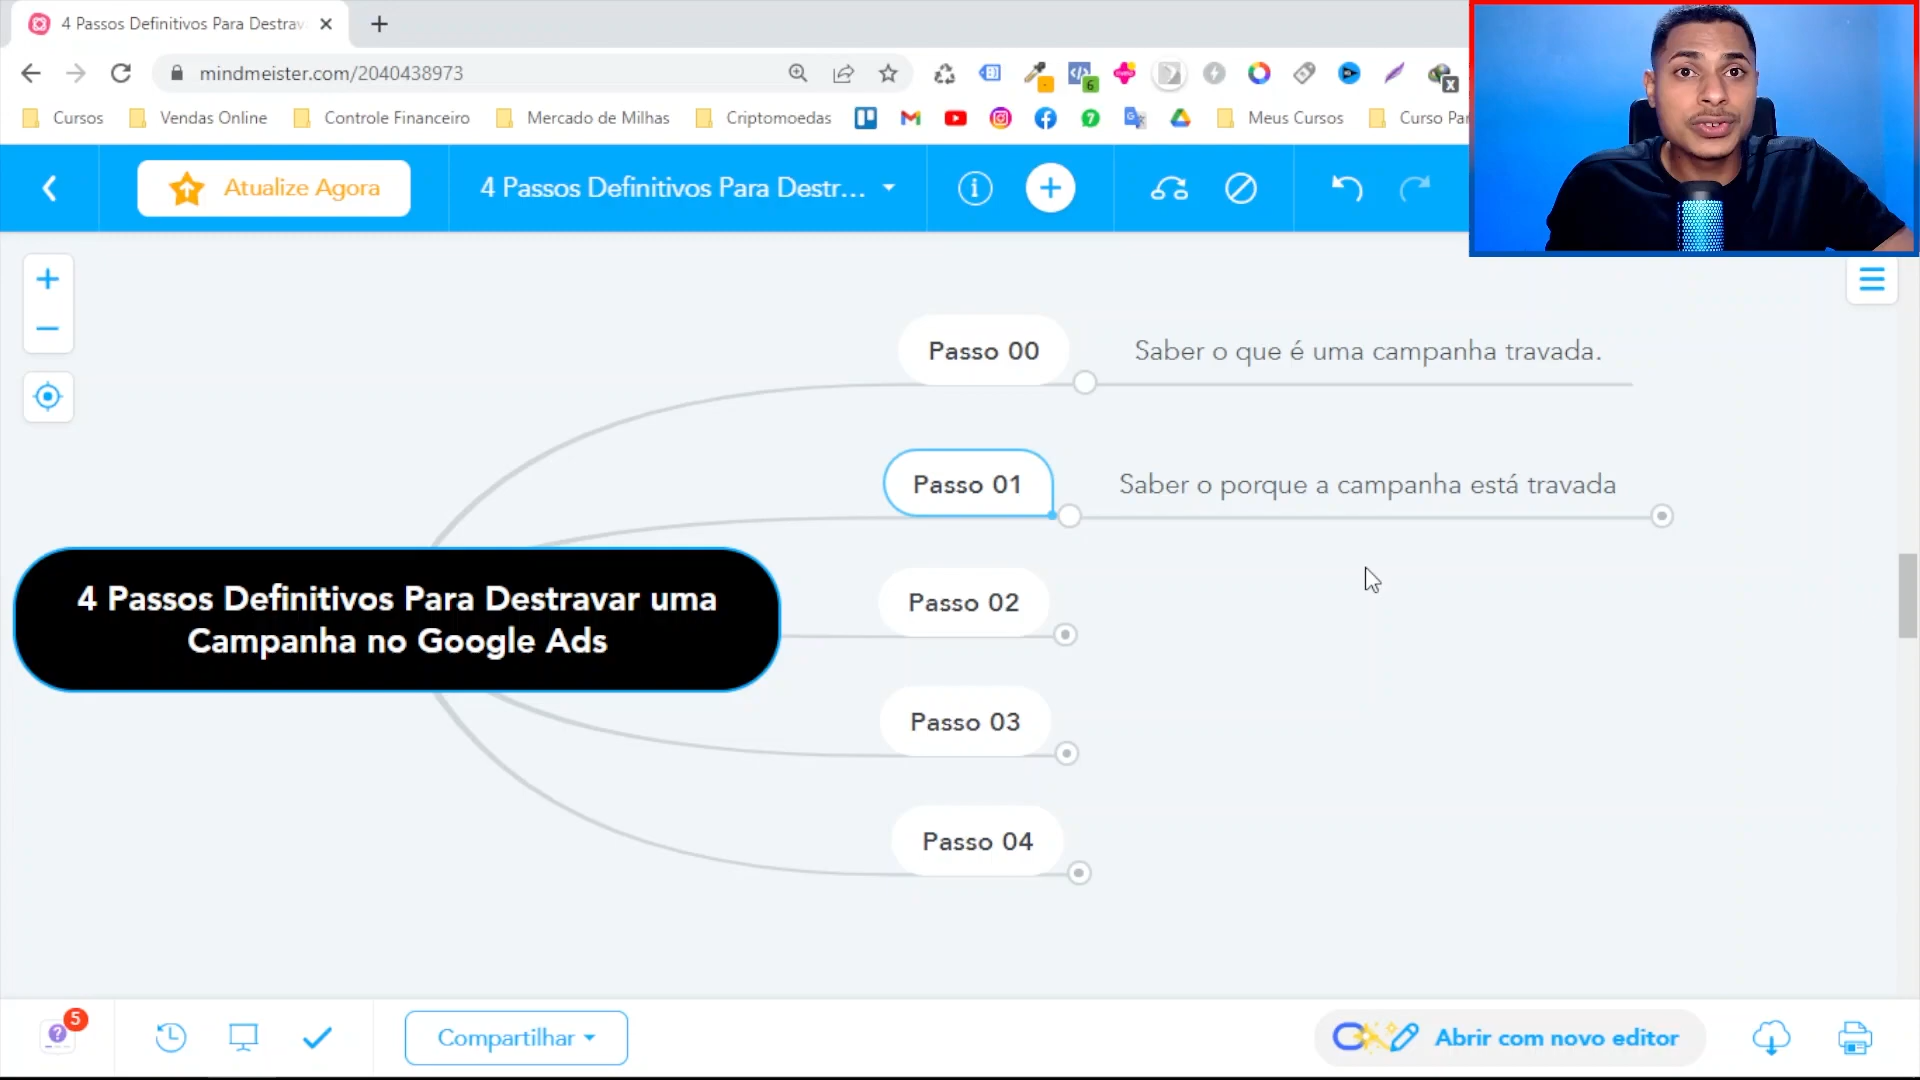 4 Passos Definitivos Para Destrav
mindmeister.com/2040438973
6
x
Cursos
Vendas Online
Controle Financeiro
Mercado de Milhas
Criptomoedas
7
Meus Cursos
Curso Par
Atualize Agora
4 Passos Definitivos Para Destr...
Passo 00
Saber o que é uma campanha travada.
Passo 01
Saber o porque a campanha está travada
4 Passos Definitivos Para Destravar uma
Campanha no Google Ads
Passo 02
Passo 03
Passo 04
5
Compartilhar
Abrir com novo editor